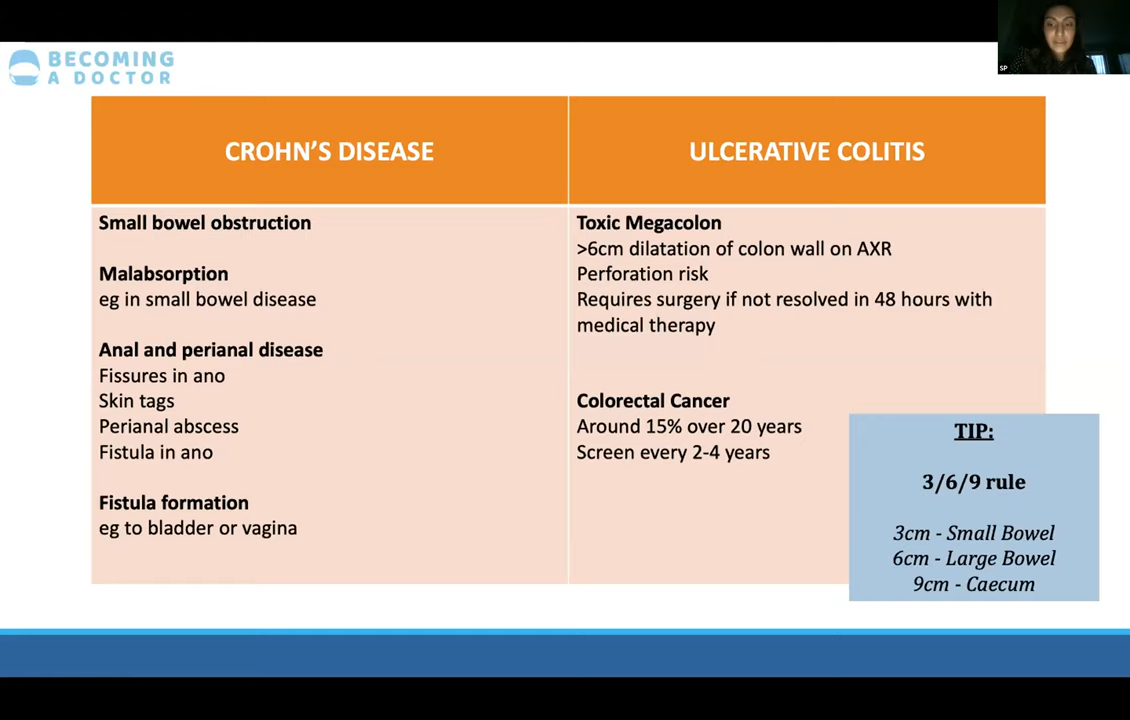 BECOMING
A DOCTOR
SP
CROHN'S DISEASE
ULCERATIVE COLITIS
Small bowel obstruction
Malabsorption
eg in small bowel disease
Anal and perianal disease
Fissures in ano
Skin tags
Perianal abscess
Fistula in ano
Fistula formation
eg to bladder or vagina
Toxic Megacolon
>6cm dilatation of colon wall on AXR
Perforation risk
Requires surgery if not resolved in 48 hours with
medical therapy
Colorectal Cancer
Around 15% over 20 years
Screen every 2-4 years
TIP:
3/6/9 rule
3cm - Small Bowel
6cm - Large Bowel
9cm - Caecum